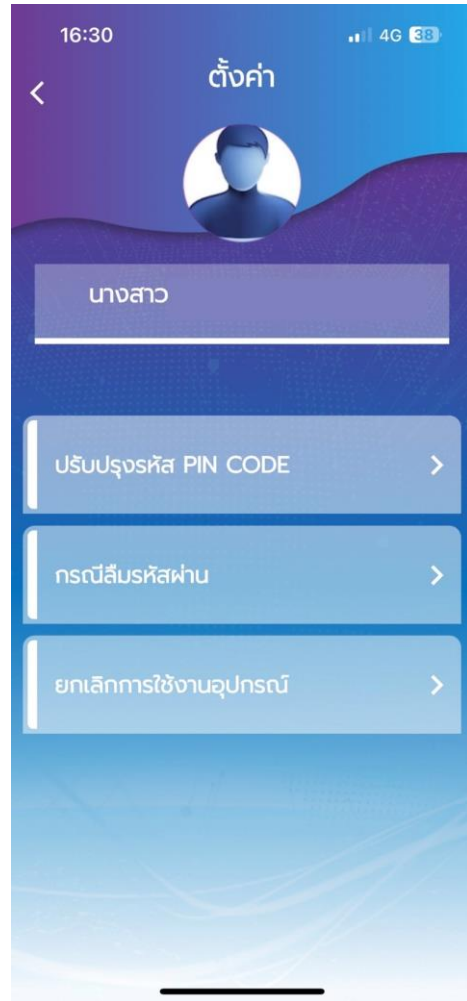 16:30 4G 38
ตั้งค่า
นางสาว
ปรับปรุงรหัส PIN CODE
กรณีลืมรหัสผ่าน
ยกเลิกการใช้งานอุปกรณ์